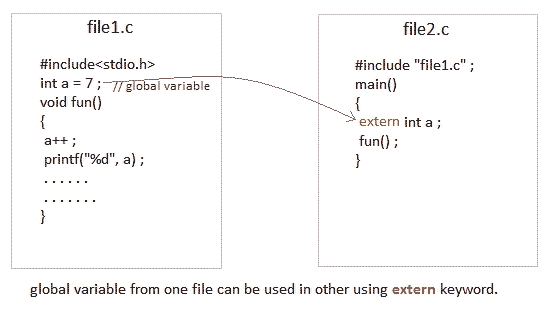 file1.c
#include<stdio.h>
int a = 7 ; // global variable
void fun()
{
a++ ;
printf("%d", a) ;
. . . . . .
. . . . . . .
}
file2.c
#include "file1.c" ;
main()
{
extern int a ;
fun() ;
}
global variable from one file can be used in other using extern keyword.